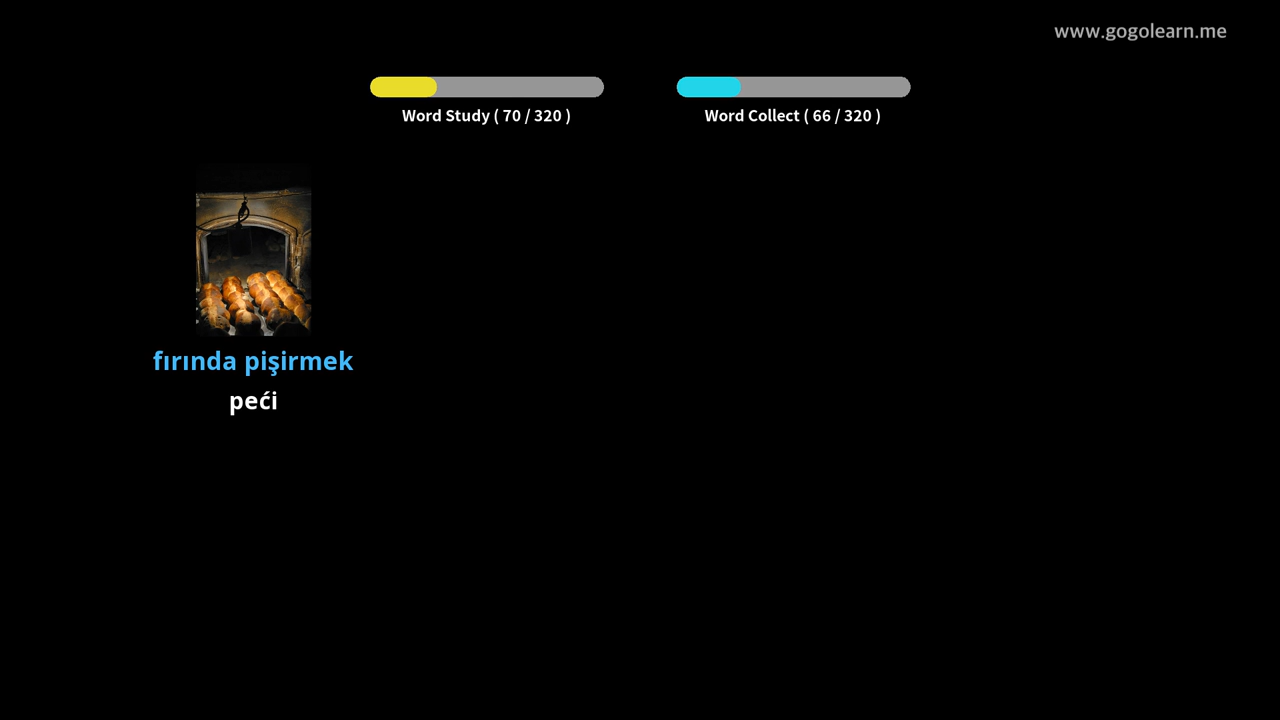 www.gogolearn.me
Word Study ( 70 / 320 )
Word Collect ( 66 / 320 )
fırında pişirmek
peći